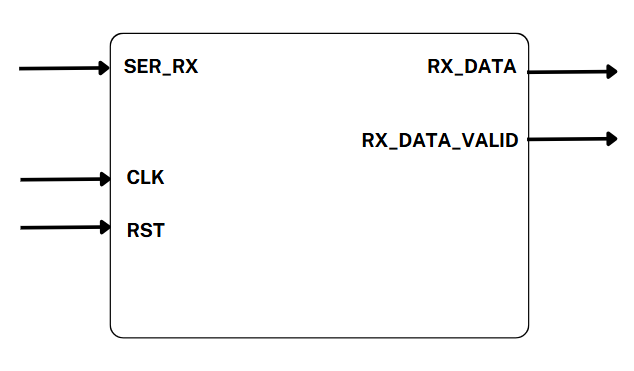 SER_RX
RX_DATA
RX_DATA_VALID
CLK
RST